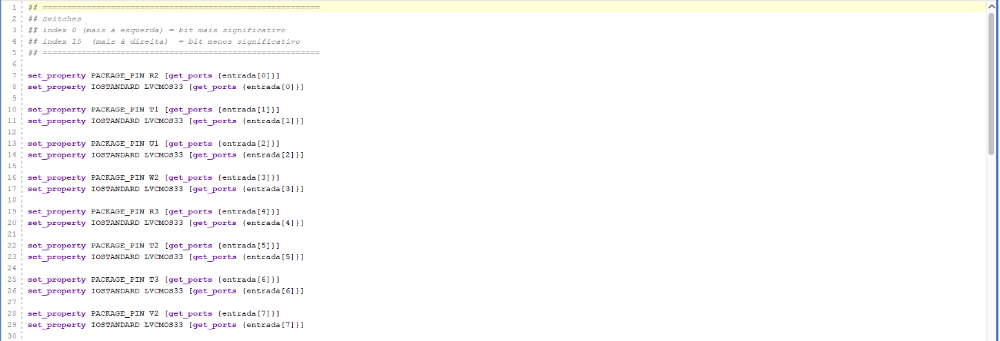 1 ## =========================================================
2 ## Switches
3 ## index 0 (mais à esquerda) = bit mais significativo
4 ## index 15  (mais à direita)  = bit menos significativo
5 ## =========================================================
6
7 set_property PACKAGE_PIN R2 [get_ports {entrada[0]}]
8 set_property IOSTANDARD LVCMOS33 [get_ports {entrada[0]}]
9
10 set_property PACKAGE_PIN T1 [get_ports {entrada[1]}]
11 set_property IOSTANDARD LVCMOS33 [get_ports {entrada[1]}]
12
13 set_property PACKAGE_PIN U1 [get_ports {entrada[2]}]
14 set_property IOSTANDARD LVCMOS33 [get_ports {entrada[2]}]
15
16 set_property PACKAGE_PIN W2 [get_ports {entrada[3]}]
17 set_property IOSTANDARD LVCMOS33 [get_ports {entrada[3]}]
18
19 set_property PACKAGE_PIN R3 [get_ports {entrada[4]}]
20 set_property IOSTANDARD LVCMOS33 [get_ports {entrada[4]}]
21
22 set_property PACKAGE_PIN T2 [get_ports {entrada[5]}]
23 set_property IOSTANDARD LVCMOS33 [get_ports {entrada[5]}]
24
25 set_property PACKAGE_PIN T3 [get_ports {entrada[6]}]
26 set_property IOSTANDARD LVCMOS33 [get_ports {entrada[6]}]
27
28 set_property PACKAGE_PIN V2 [get_ports {entrada[7]}]
29 set_property IOSTANDARD LVCMOS33 [get_ports {entrada[7]}]
30